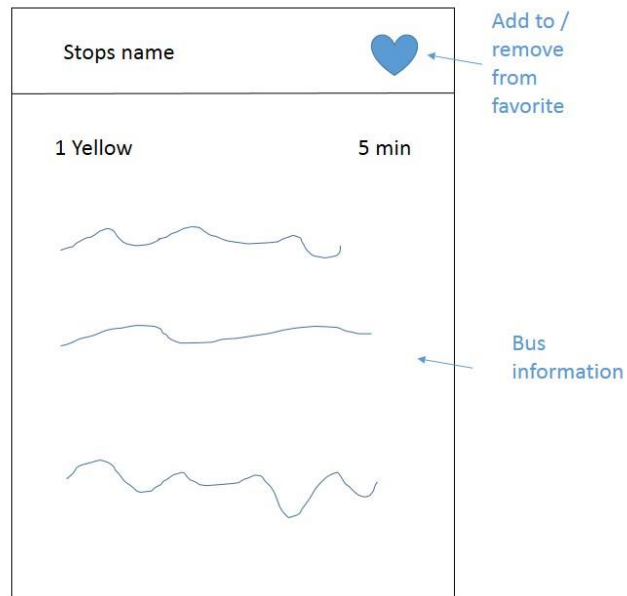 Stops name
Add to /
remove
from
favorite
1 Yellow 5 min
Bus
information